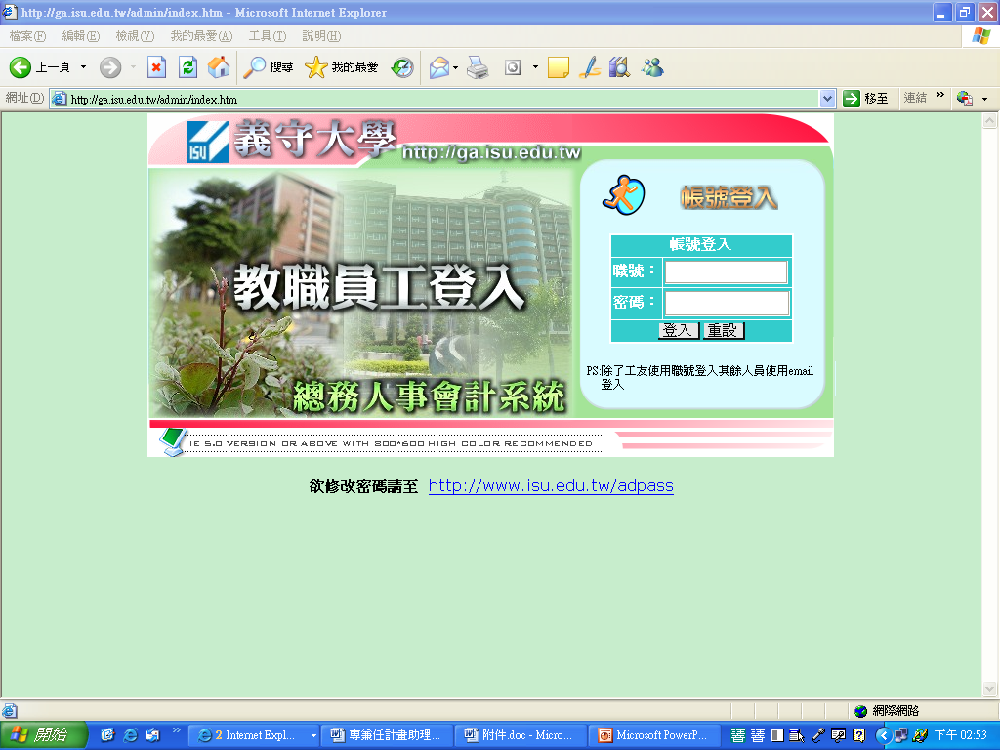 http://ga.isu.edu.tw/admin/index.htm - Microsoft Internet Explorer
檔案(F) 編輯(E) 檢視(V) 我的最愛(A) 工具(T) 說明(H)
上一頁 搜尋 我的最愛
網址(D) http://ga.isu.edu.tw/admin/index.htm 移至 連結 »
ISU 義守大學 http://ga.isu.edu.tw
帳號登入
教職員工登入
總務人事會計系統
帳號登入
職號：
密碼：
登入 重設
PS:除了工友使用職號登入其餘人員使用email
登入
IE 5.0 VERSION OR ABOVE WITH 800*600 HIGH COLOR RECOMMENDED
欲修改密碼請至 http://www.isu.edu.tw/adpass
網際網路
開始 » 2 Internet Expl... 專兼任計畫助理... 附件.doc - Micro... Microsoft PowerP... 下午 02:53